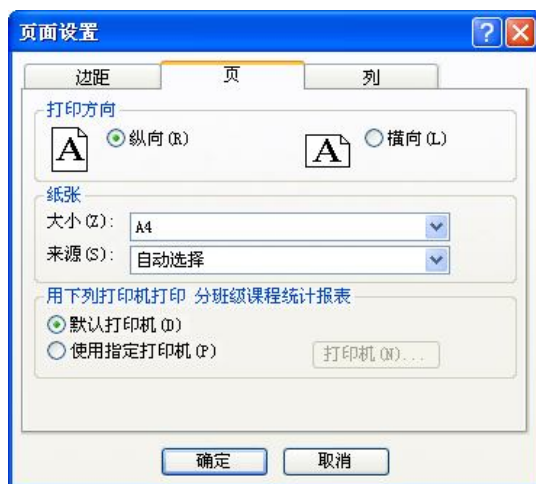 页面设置
边距 页 列
打印方向
A 纵向(R) A 横向(L)
纸张
大小(Z): A4
来源(S): 自动选择
用下列打印机打印 分班级课程统计报表
默认打印机(D)
使用指定打印机(P) 打印机(N)...
确定 取消